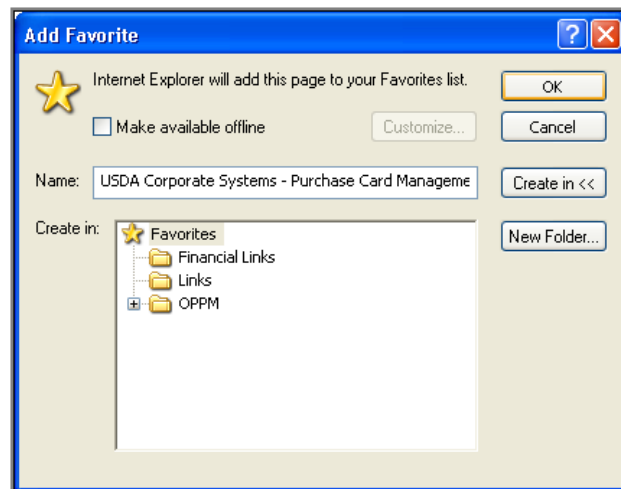 Add Favorite
Internet Explorer will add this page to your Favorites list.
OK
Make available offline
Customize...
Cancel
Name:
USDA Corporate Systems - Purchase Card Manageme
Create in <<
Create in:
Favorites
New Folder...
Financial Links
Links
OPPM